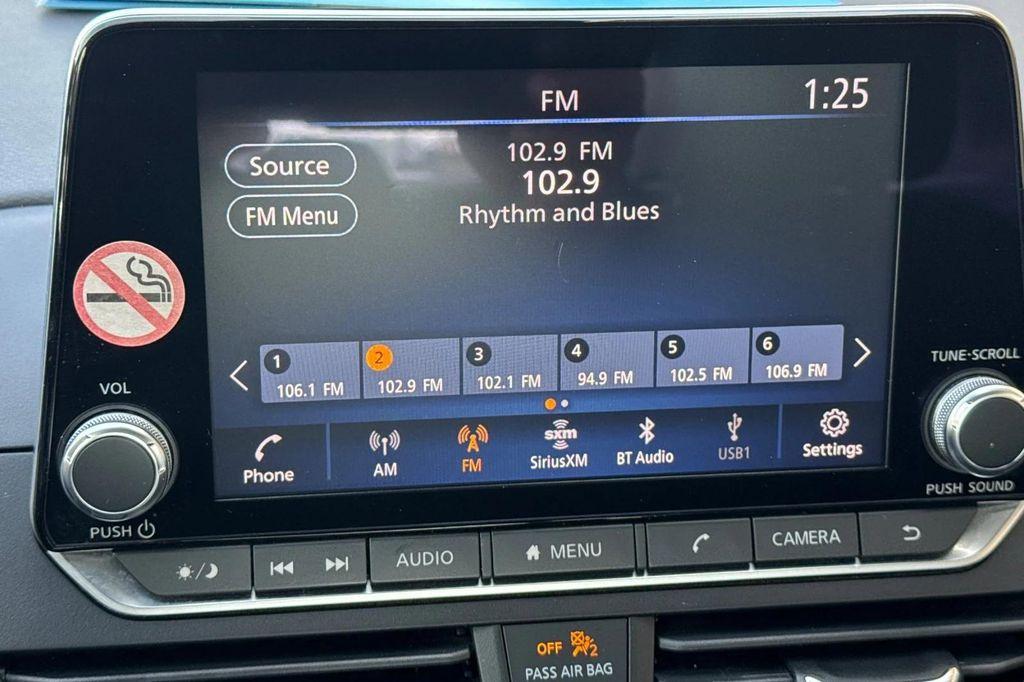 FM
1:25
Source
102.9 FM
102.9
FM Menu
Rhythm and Blues
1
2
3
4
5
6
106.1 FM
102.9 FM
102.1 FM
94.9 FM
102.5 FM
106.9 FM
TUNE·SCROLL
VOL
Phone
AM
FM
sxm
SiriusXM
BT Audio
USB1
Settings
PUSH
PUSH SOUND
AUDIO
MENU
CAMERA
OFF
2
PASS AIR BAG